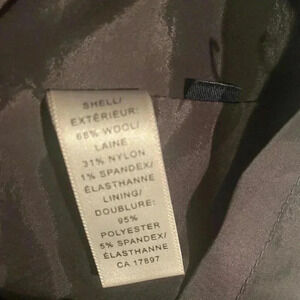 SHELL/
EXTÉRIEUR:
68% WOOL/
LAINE
31% NYLON
1% SPANDEX/
ÉLASTHANNE
LINING/
DOUBLURE:
95%
POLYESTER
5% SPANDEX/
ÉLASTHANNE
CA 17897